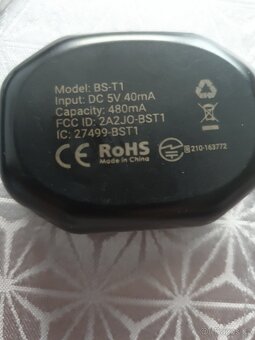 Model: BS-T1
Input: DC 5V 40mA
Capacity: 480mA
FCC ID: 2A2JO-BST1
IC: 27499-BST1
CE RoHS
Made in China
210-163772